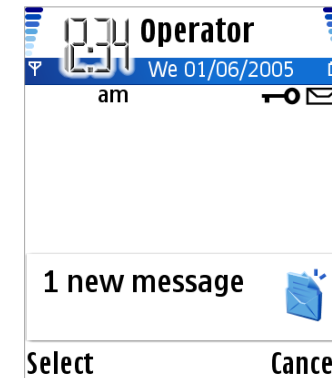 12:34 Operator
We 01/06/2005
am
1 new message
Select Cance